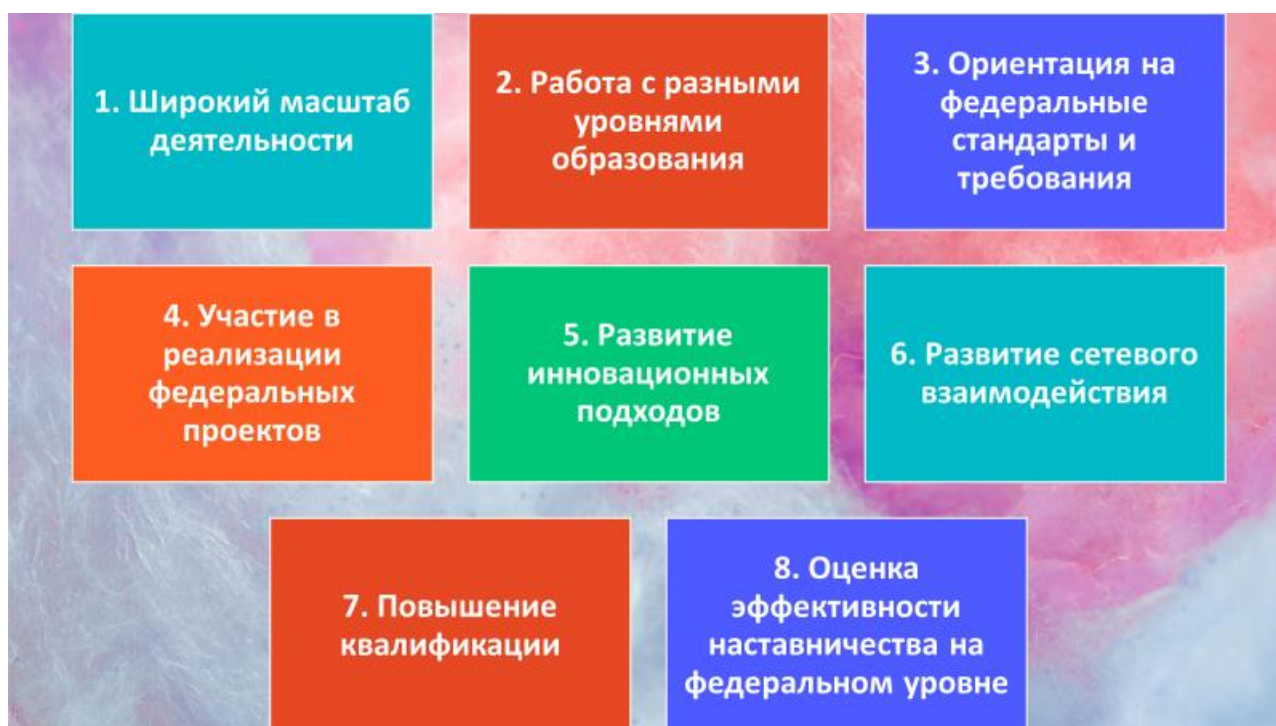 1. Широкий масштаб
деятельности
2. Работа с разными
уровнями
образования
3. Ориентация на
федеральные
стандарты и
требования
4. Участие в
реализации
федеральных
проектов
5. Развитие
инновационных
подходов
6. Развитие сетевого
взаимодействия
7. Повышение
квалификации
8. Оценка
эффективности
наставничества на
федеральном уровне